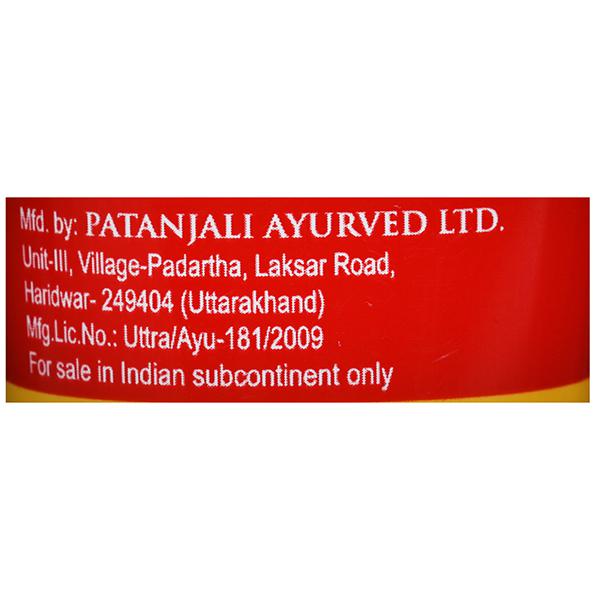 Mfd. by: PATANJALI AYURVED LTD.
Unit-III, Village-Padartha, Laksar Road,
Haridwar- 249404 (Uttarakhand)
Mfg.Lic.No.: Uttra/Ayu-181/2009
For sale in Indian subcontinent only